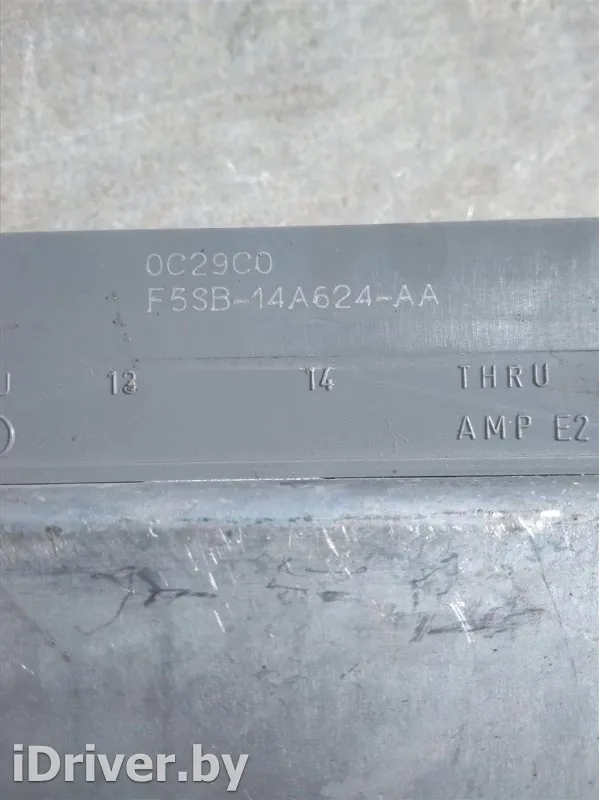 0C29C0
F5SB-14A624-AA
13 14 THRU
AMP E2
iDriver.by